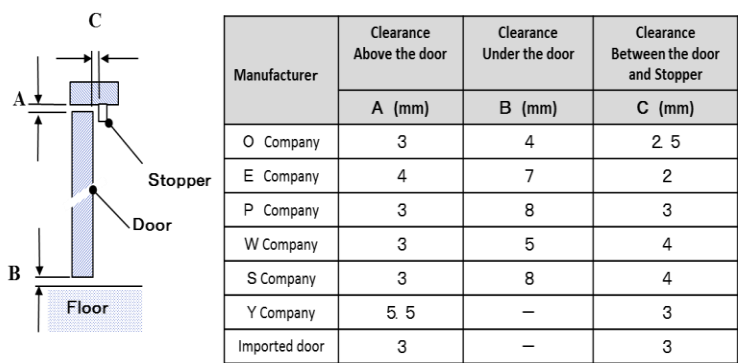 C
A
Stopper
Door
B
Floor
Manufacturer
Clearance
Above the door
Clearance
Under the door
Clearance
Between the door
and Stopper
A (mm)
B (mm)
C (mm)
O Company 3 4 2.5
E Company 4 7 2
P Company 3 8 3
W Company 3 5 4
S Company 3 8 4
Y Company 5.5 – 3
Imported door 3 – 3